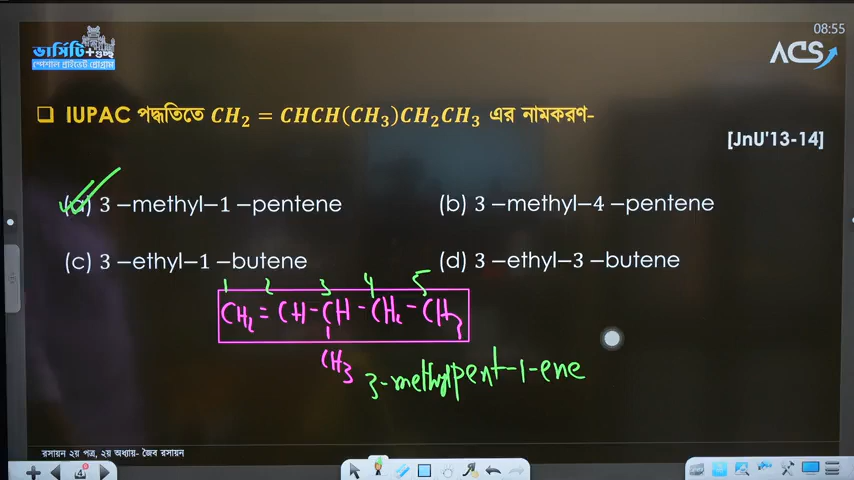 08:55
ভার্সিটি+গুচ্ছ
স্পেশাল প্রাইভেট প্রোগ্রাম
ACS
❑ IUPAC পদ্ধতিতে CH₂ = CHCH(CH₃)CH₂CH₃ এর নামকরণ-
[JnU'13-14]
(a) 3 –methyl–1 –pentene (b) 3 –methyl–4 –pentene
(c) 3 –ethyl–1 –butene (d) 3 –ethyl–3 –butene
1 2 3 4 5
CH₂ = CH - CH - CH₂ - CH₃
CH₃
3-methylpent-1-ene
রসায়ন ২য় পত্র, ২য় অধ্যায়- জৈব রসায়ন
4